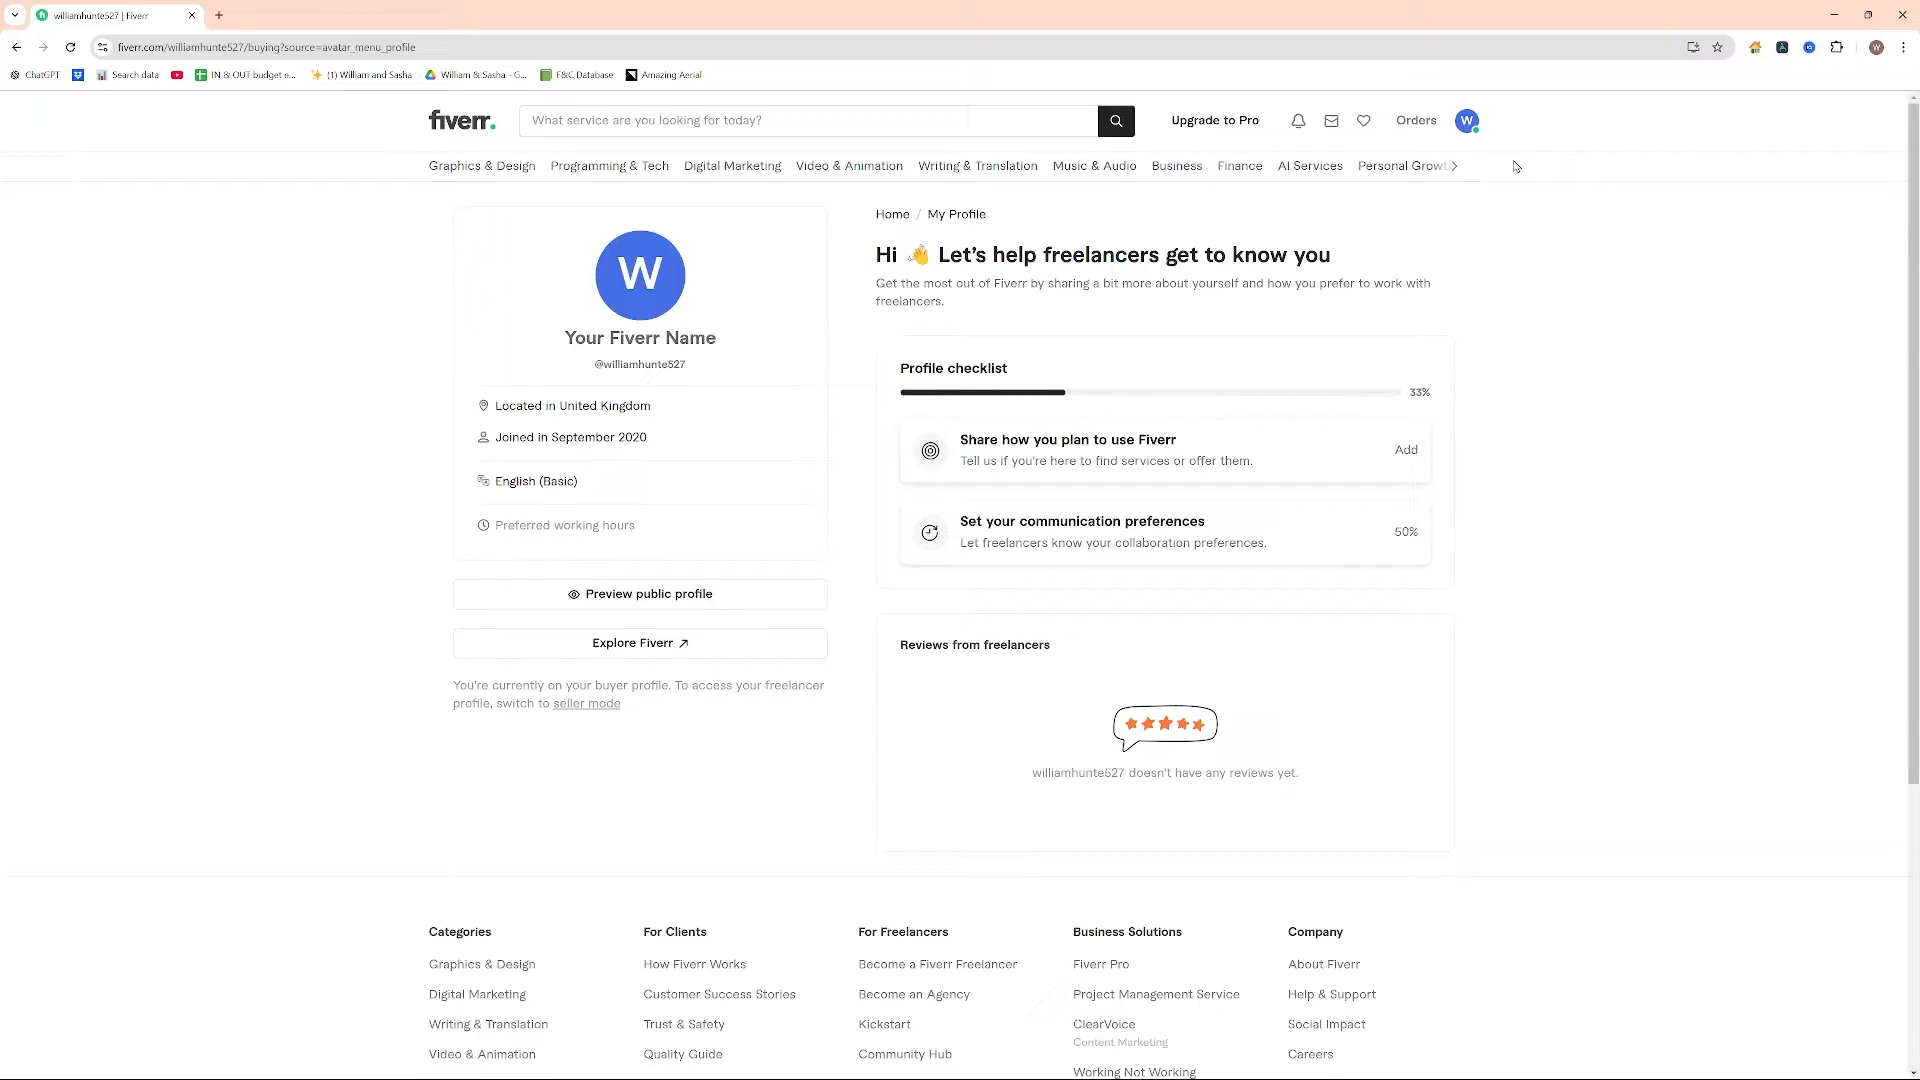 williamhunte527 | Fiverr
fiverr.com/williamhunte527/buying?source=avatar_menu_profile
W
ChatGPT
Search data
IN & OUT budget e...
(1) William and Sasha
William & Sasha - G...
F&C Database
Amazing Aerial
fiverr.
What service are you looking for today?
Upgrade to Pro
Orders
W
Graphics & Design
Programming & Tech
Digital Marketing
Video & Animation
Writing & Translation
Music & Audio
Business
Finance
AI Services
Personal Growt
W
Your Fiverr Name
@williamhunte527
Located in United Kingdom
Joined in September 2020
English (Basic)
Preferred working hours
Preview public profile
Explore Fiverr
You're currently on your buyer profile. To access your freelancer
profile, switch to seller mode
Home / My Profile
Hi 👋 Let's help freelancers get to know you
Get the most out of Fiverr by sharing a bit more about yourself and how you prefer to work with
freelancers.
Profile checklist
33%
Share how you plan to use Fiverr
Tell us if you're here to find services or offer them.
Add
Set your communication preferences
Let freelancers know your collaboration preferences.
50%
Reviews from freelancers
williamhunte527 doesn't have any reviews yet.
Categories
Graphics & Design
Digital Marketing
Writing & Translation
Video & Animation
For Clients
How Fiverr Works
Customer Success Stories
Trust & Safety
Quality Guide
For Freelancers
Become a Fiverr Freelancer
Become an Agency
Kickstart
Community Hub
Business Solutions
Fiverr Pro
Project Management Service
ClearVoice
Content Marketing
Working Not Working
Company
About Fiverr
Help & Support
Social Impact
Careers